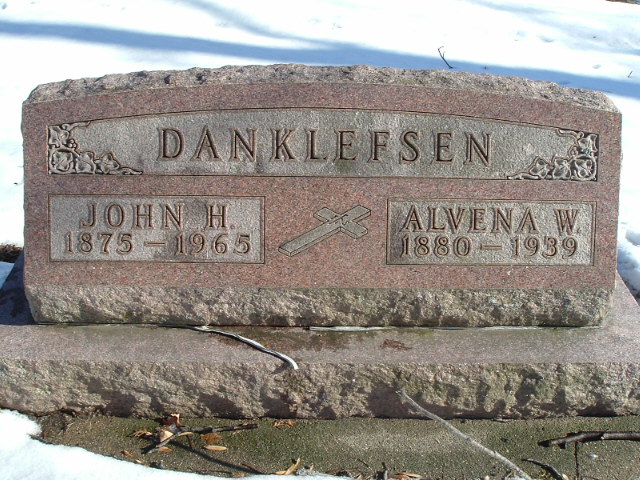 DANKLEFSEN
JOHN H.
1875 – 1965
ALVENA W.
1880 – 1939